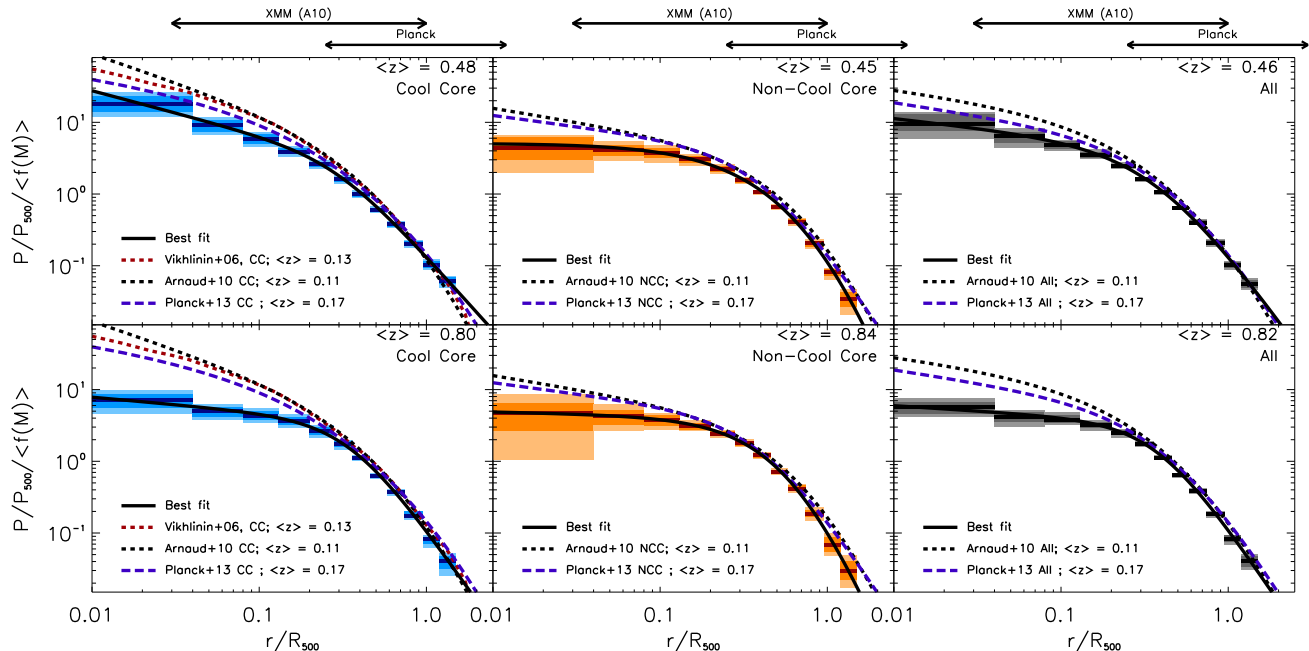 XMM (A10) XMM (A10) XMM (A10)
Planck Planck Planck
<z> = 0.48
Cool Core
<z> = 0.45
Non-Cool Core
<z> = 0.46
All
P/P500/<f(M)>
10¹
10⁰
10⁻¹
Best fit
Vikhlinin+06, CC; <z> = 0.13
Arnaud+10 CC; <z> = 0.11
Planck+13 CC ; <z> = 0.17
Best fit
Arnaud+10 NCC; <z> = 0.11
Planck+13 NCC ; <z> = 0.17
Best fit
Arnaud+10 All; <z> = 0.11
Planck+13 All ; <z> = 0.17
<z> = 0.80
Cool Core
<z> = 0.84
Non-Cool Core
<z> = 0.82
All
P/P500/<f(M)>
10¹
10⁰
10⁻¹
Best fit
Vikhlinin+06, CC; <z> = 0.13
Arnaud+10 CC; <z> = 0.11
Planck+13 CC ; <z> = 0.17
Best fit
Arnaud+10 NCC; <z> = 0.11
Planck+13 NCC ; <z> = 0.17
Best fit
Arnaud+10 All; <z> = 0.11
Planck+13 All ; <z> = 0.17
0.01 0.1 1.0 2.0 0.01 0.1 1.0 2.0 0.01 0.1 1.0 2.0
r/R500 r/R500 r/R500